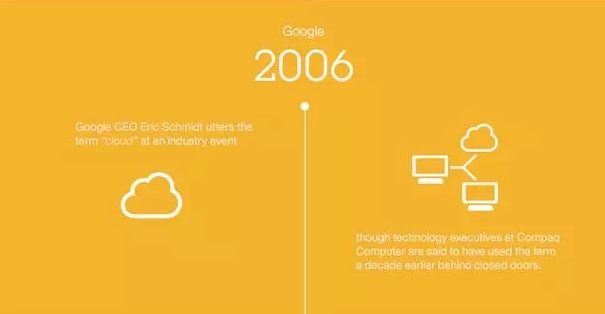 Google
2006
Google CEO Eric Schmidt utters the
term "cloud" at an industry event
though technology executives at Compaq
Computer are said to have used the term
a decade earlier behind closed doors.